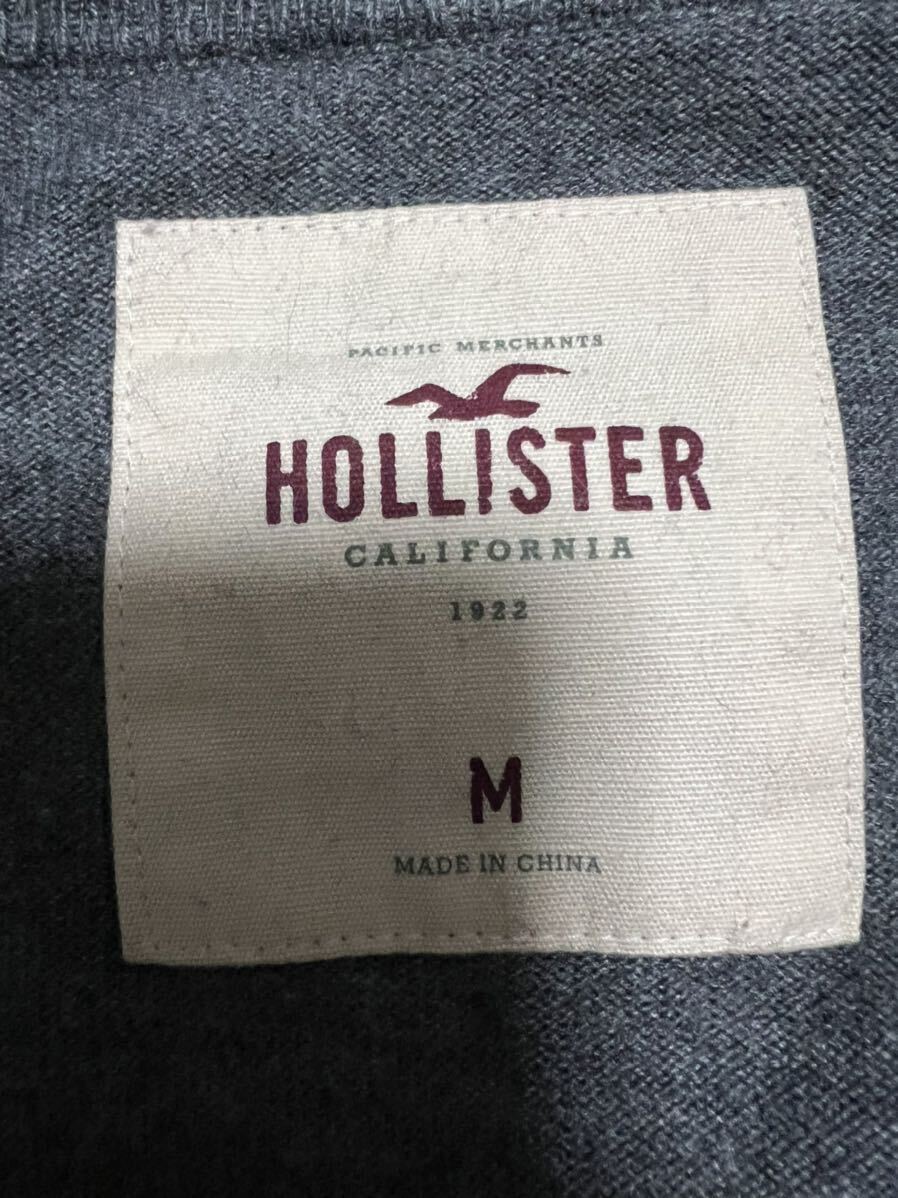 PACIFIC MERCHANTS
HOLLISTER
CALIFORNIA
1922
M
MADE IN CHINA